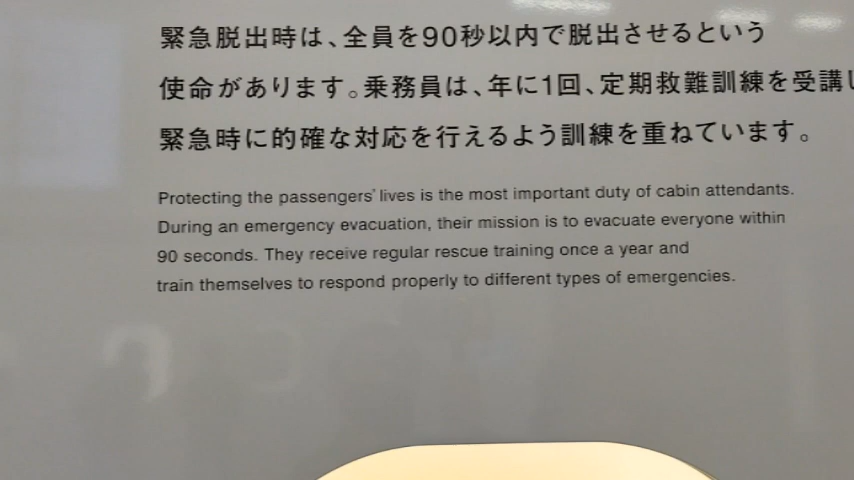 緊急脱出時は、全員を90秒以内で脱出させるという
使命があります。乗務員は、年に1回、定期救難訓練を受講し
緊急時に的確な対応を行えるよう訓練を重ねています。
Protecting the passengers' lives is the most important duty of cabin attendants.
During an emergency evacuation, their mission is to evacuate everyone within
90 seconds. They receive regular rescue training once a year and
train themselves to respond properly to different types of emergencies.